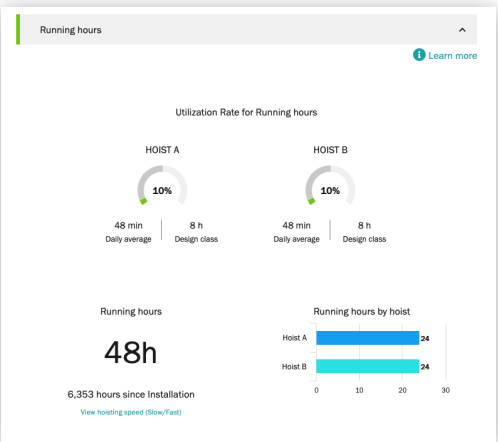 Running hours
Learn more
Utilization Rate for Running hours
HOIST A
10%
48 min
Daily average
8 h
Design class
HOIST B
10%
48 min
Daily average
8 h
Design class
Running hours
48h
6,353 hours since Installation
View hoisting speed (Slow/Fast)
Running hours by hoist
Hoist A
24
Hoist B
24
0 10 20 30